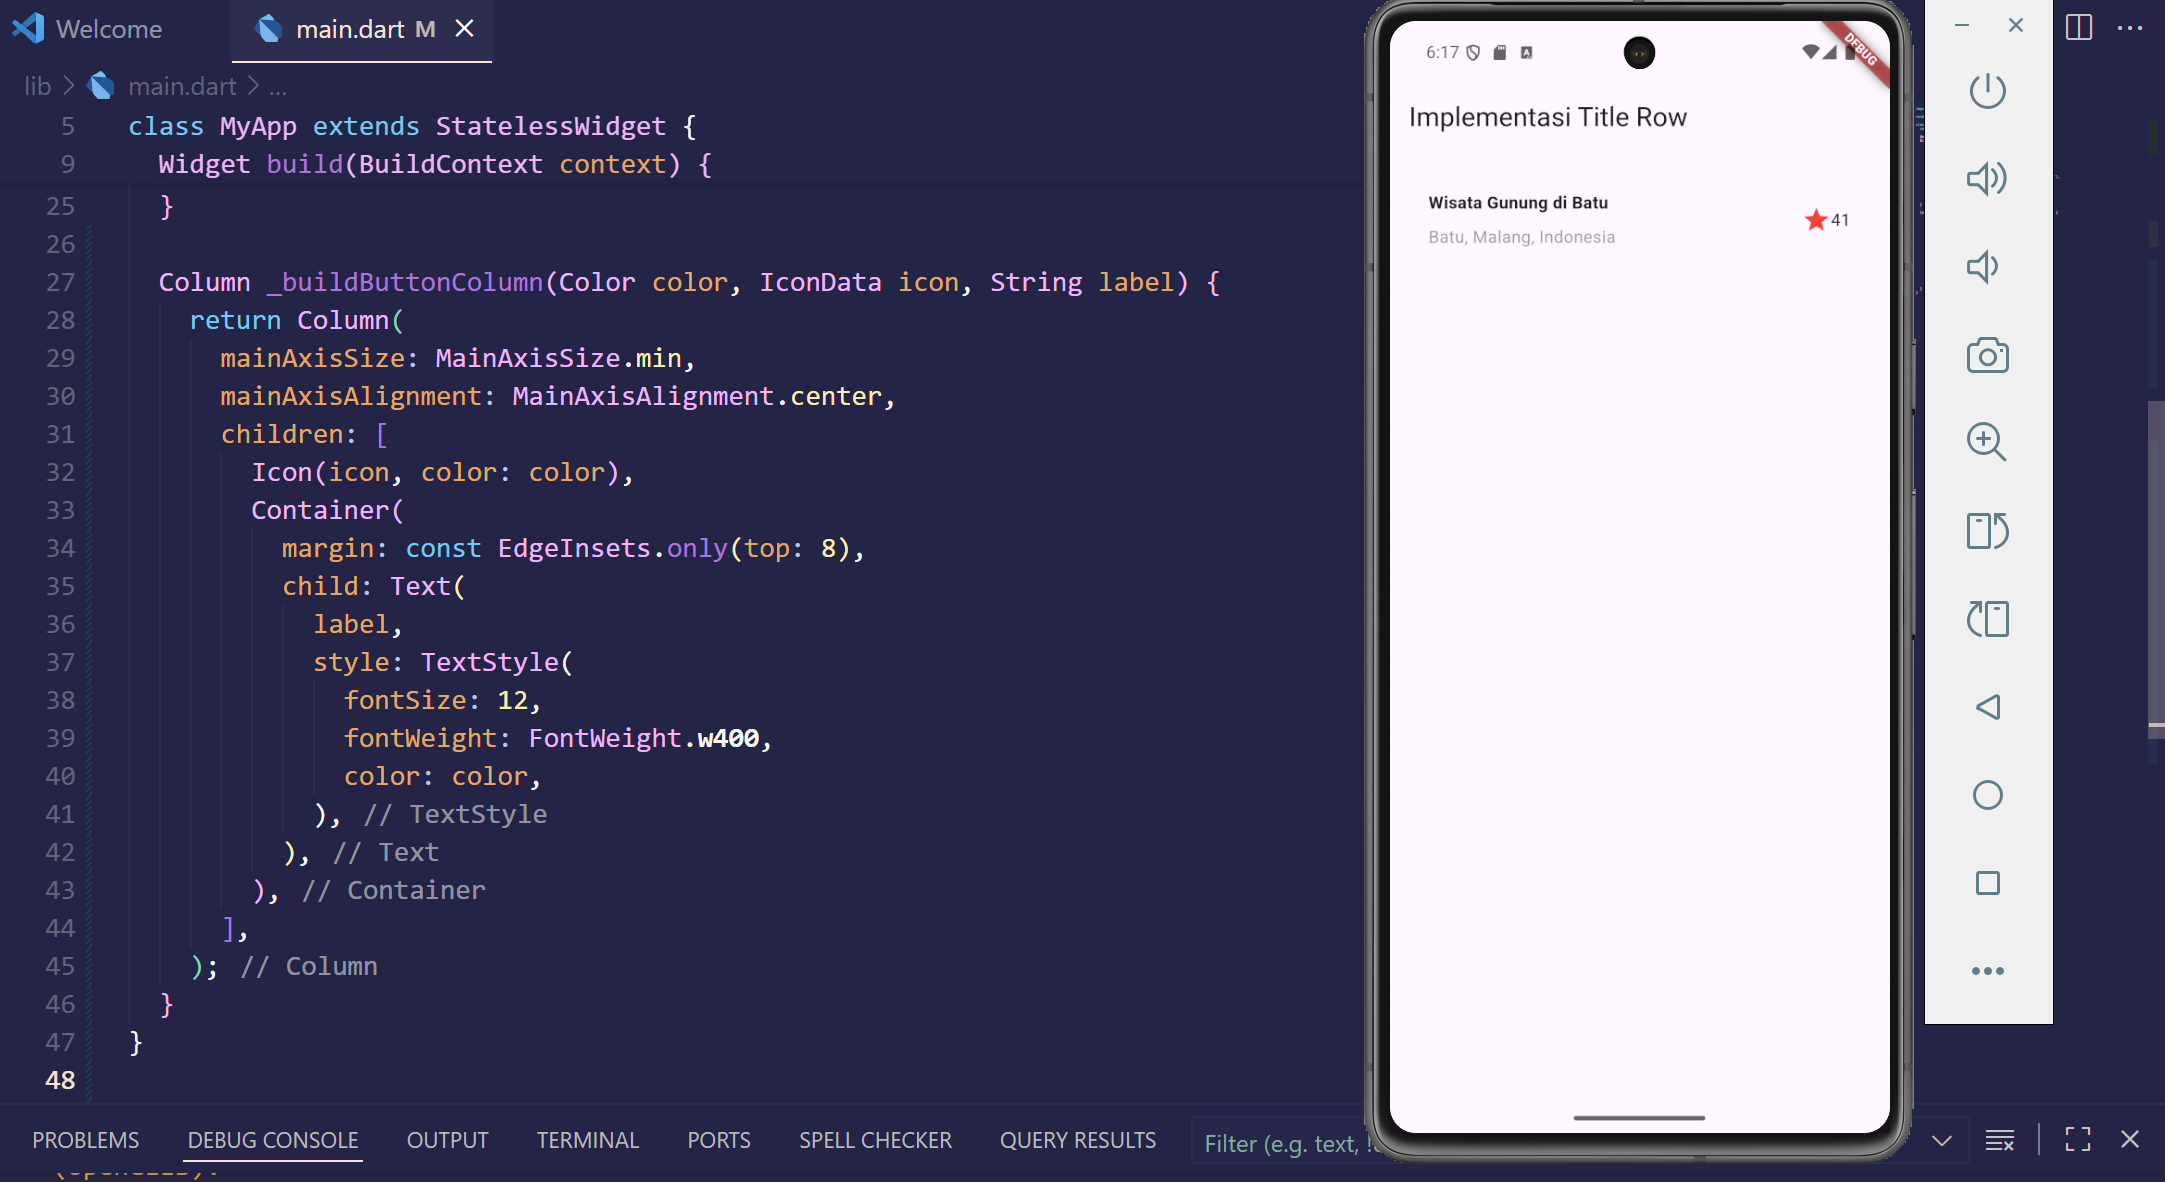 Welcome
main.dart M
lib > main.dart > ...
5 class MyApp extends StatelessWidget {
9 Widget build(BuildContext context) {
25 }
26
27 Column _buildButtonColumn(Color color, IconData icon, String label) {
28 return Column(
29 mainAxisSize: MainAxisSize.min,
30 mainAxisAlignment: MainAxisAlignment.center,
31 children: [
32 Icon(icon, color: color),
33 Container(
34 margin: const EdgeInsets.only(top: 8),
35 child: Text(
36 label,
37 style: TextStyle(
38 fontSize: 12,
39 fontWeight: FontWeight.w400,
40 color: color,
41 ), // TextStyle
42 ), // Text
43 ), // Container
44 ],
45 ); // Column
46 }
47 }
48
PROBLEMS DEBUG CONSOLE OUTPUT TERMINAL PORTS SPELL CHECKER QUERY RESULTS
Filter (e.g. text,
6:17
DEBUG
Implementasi Title Row
Wisata Gunung di Batu
41
Batu, Malang, Indonesia